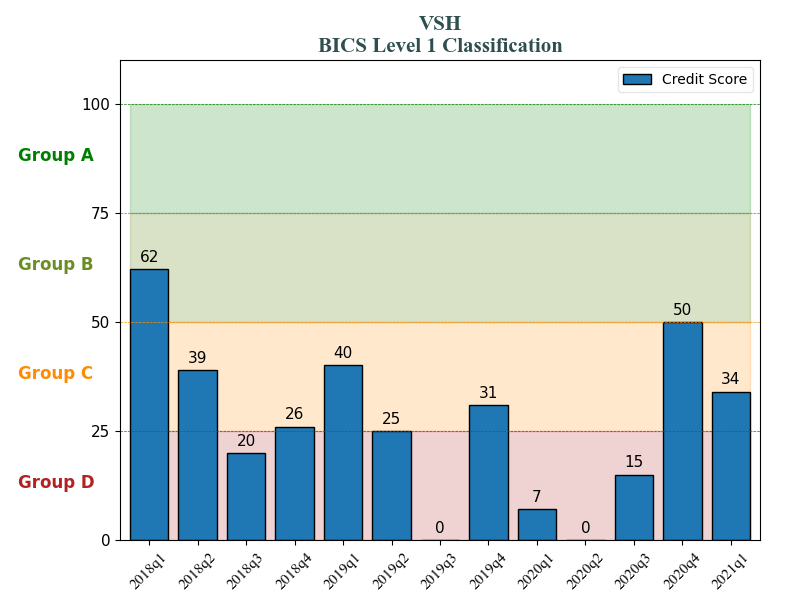 VSH
BICS Level 1 Classification
Credit Score
100
Group A
75
Group B
62
50
50
Group C
39
40
34
31
26
25
25
20
15
Group D
7
0
0
0
2018q1 2018q2 2018q3 2018q4 2019q1 2019q2 2019q3 2019q4 2020q1 2020q2 2020q3 2020q4 2021q1